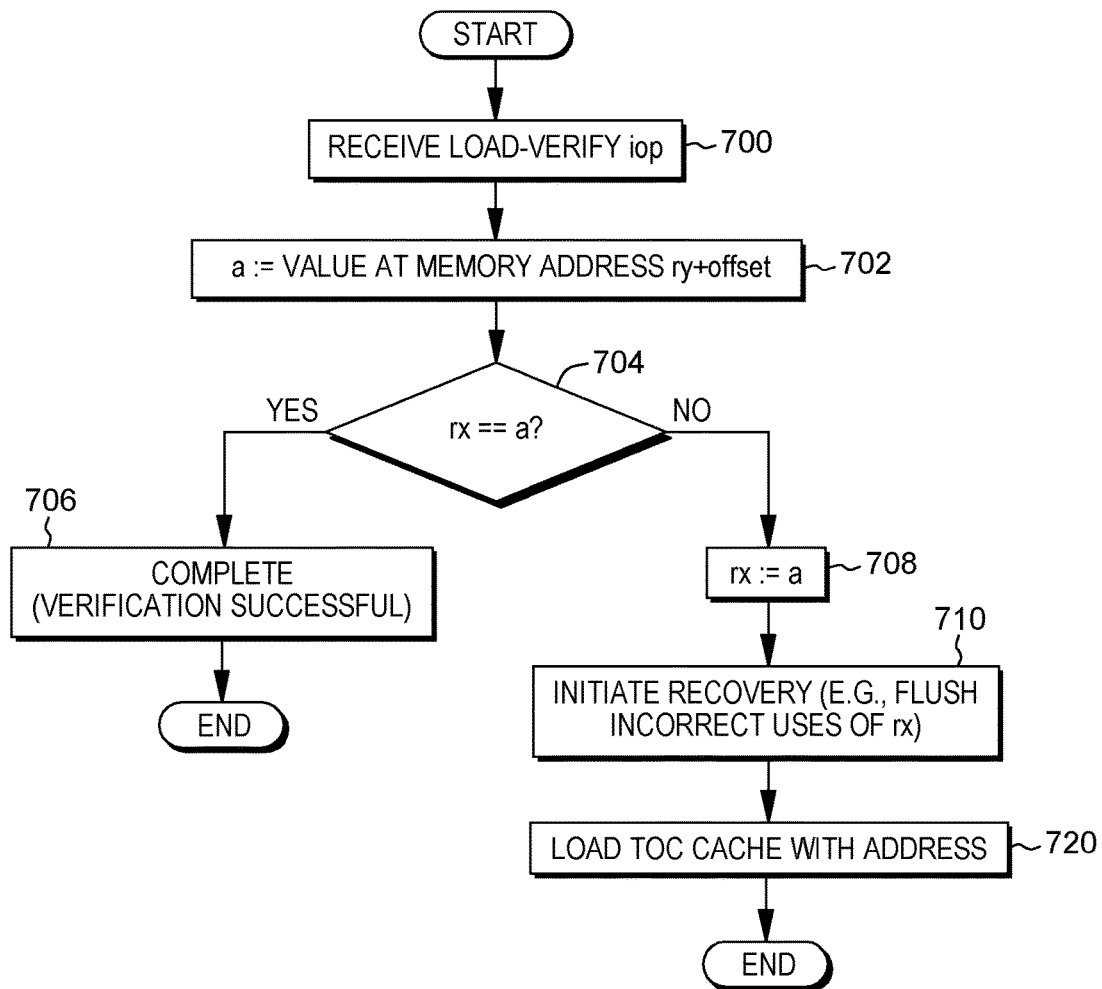 START
RECEIVE LOAD-VERIFY iop
700
a := VALUE AT MEMORY ADDRESS ry+offset
702
704
YES
rx == a?
NO
706
COMPLETE
(VERIFICATION SUCCESSFUL)
END
rx := a
708
710
INITIATE RECOVERY (E.G., FLUSH
INCORRECT USES OF rx)
LOAD TOC CACHE WITH ADDRESS
720
END